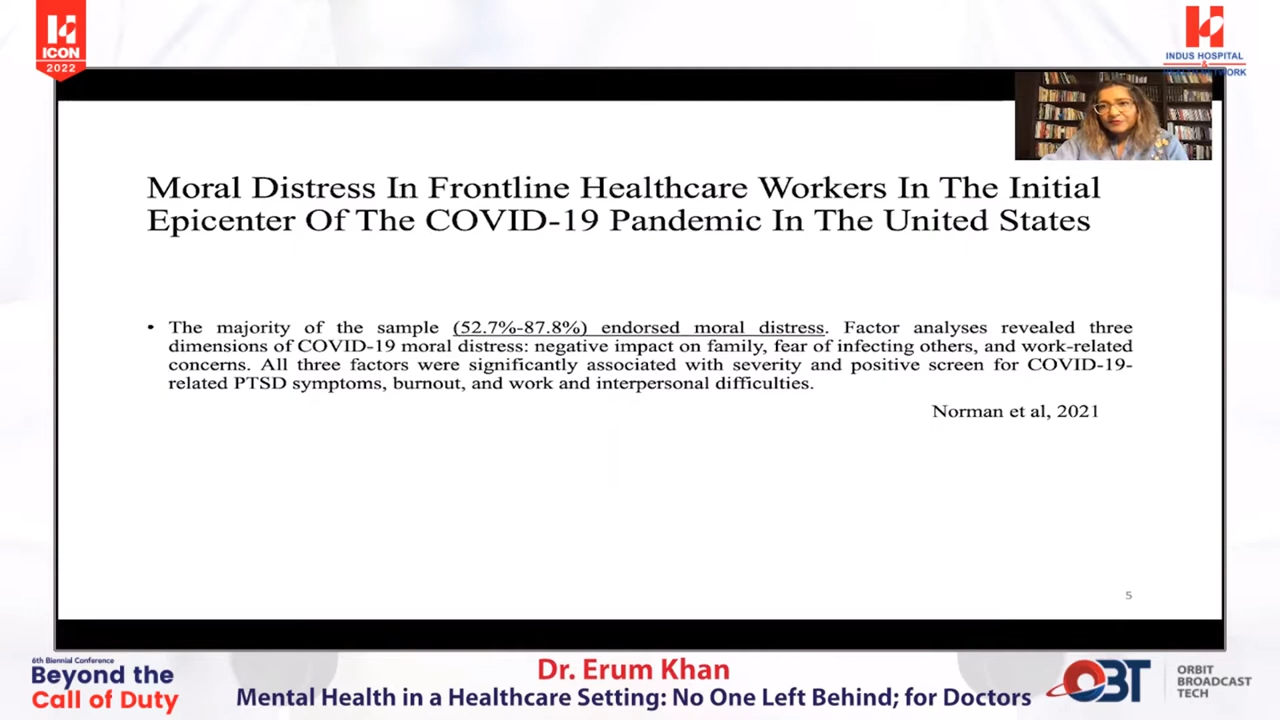 ICON
2022
INDUS HOSPITAL
&
NETWORK
Moral Distress In Frontline Healthcare Workers In The Initial
Epicenter Of The COVID-19 Pandemic In The United States
• The majority of the sample (52.7%-87.8%) endorsed moral distress. Factor analyses revealed three
dimensions of COVID-19 moral distress: negative impact on family, fear of infecting others, and work-related
concerns. All three factors were significantly associated with severity and positive screen for COVID-19-
related PTSD symptoms, burnout, and work and interpersonal difficulties.
Norman et al, 2021
5
6th Biennial Conference
Beyond the
Call of Duty
Dr. Erum Khan
Mental Health in a Healthcare Setting: No One Left Behind; for Doctors
OBT
ORBIT
BROADCAST
TECH